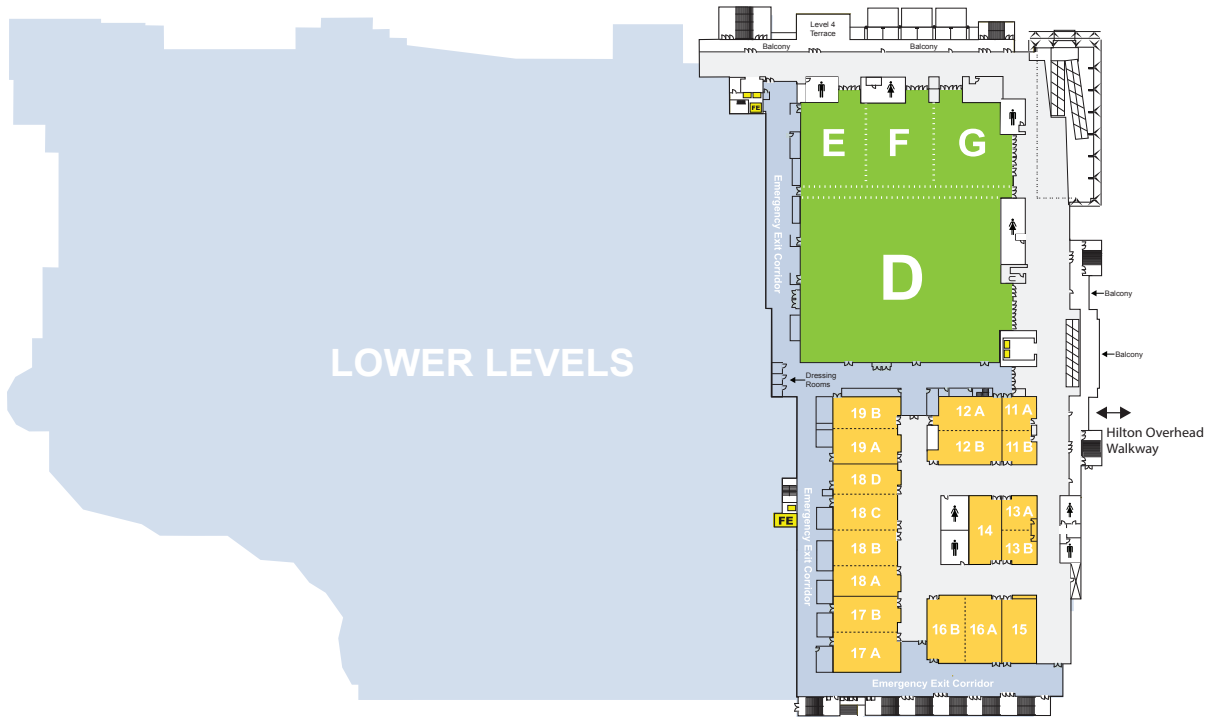 Level 4
Terrace
Balcony
Balcony
FE
E
F
G
Emergency Exit Corridor
D
Balcony
Balcony
LOWER LEVELS
Dressing
Rooms
Hilton Overhead
Walkway
19 B
12 A
11 A
19 A
12 B
11 B
18 D
18 C
13 A
FE
14
18 B
13 B
Emergency Exit Corridor
18 A
17 B
16 B
16 A
15
17 A
Emergency Exit Corridor